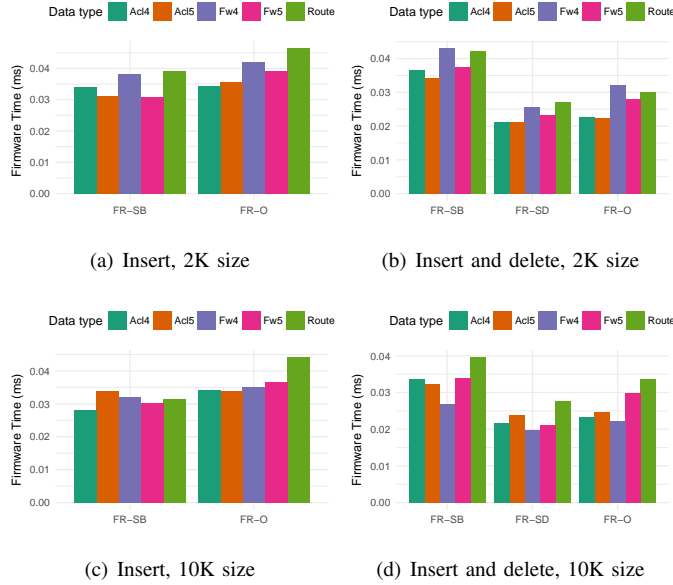 Data type Acl4 Acl5 Fw4 Fw5 Route
Firmware Time (ms)
0.04
0.03
0.02
0.01
0.00
FR−SB FR−O
(a) Insert, 2K size
Data type Acl4 Acl5 Fw4 Fw5 Route
Firmware Time (ms)
0.04
0.03
0.02
0.01
0.00
FR−SB FR−SD FR−O
(b) Insert and delete, 2K size
Data type Acl4 Acl5 Fw4 Fw5 Route
Firmware Time (ms)
0.04
0.03
0.02
0.01
0.00
FR−SB FR−O
(c) Insert, 10K size
Data type Acl4 Acl5 Fw4 Fw5 Route
Firmware Time (ms)
0.04
0.03
0.02
0.01
0.00
FR−SB FR−SD FR−O
(d) Insert and delete, 10K size